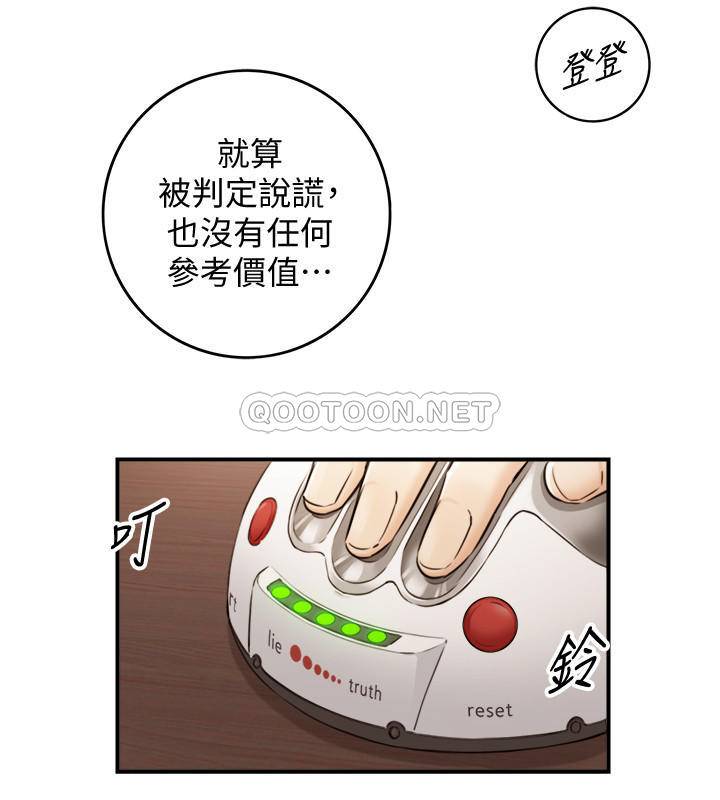 登登
就算
被判定說謊，
也沒有任何
參考價值…
QOOTOON.NET
叮
rt
lie
truth
reset
鈴